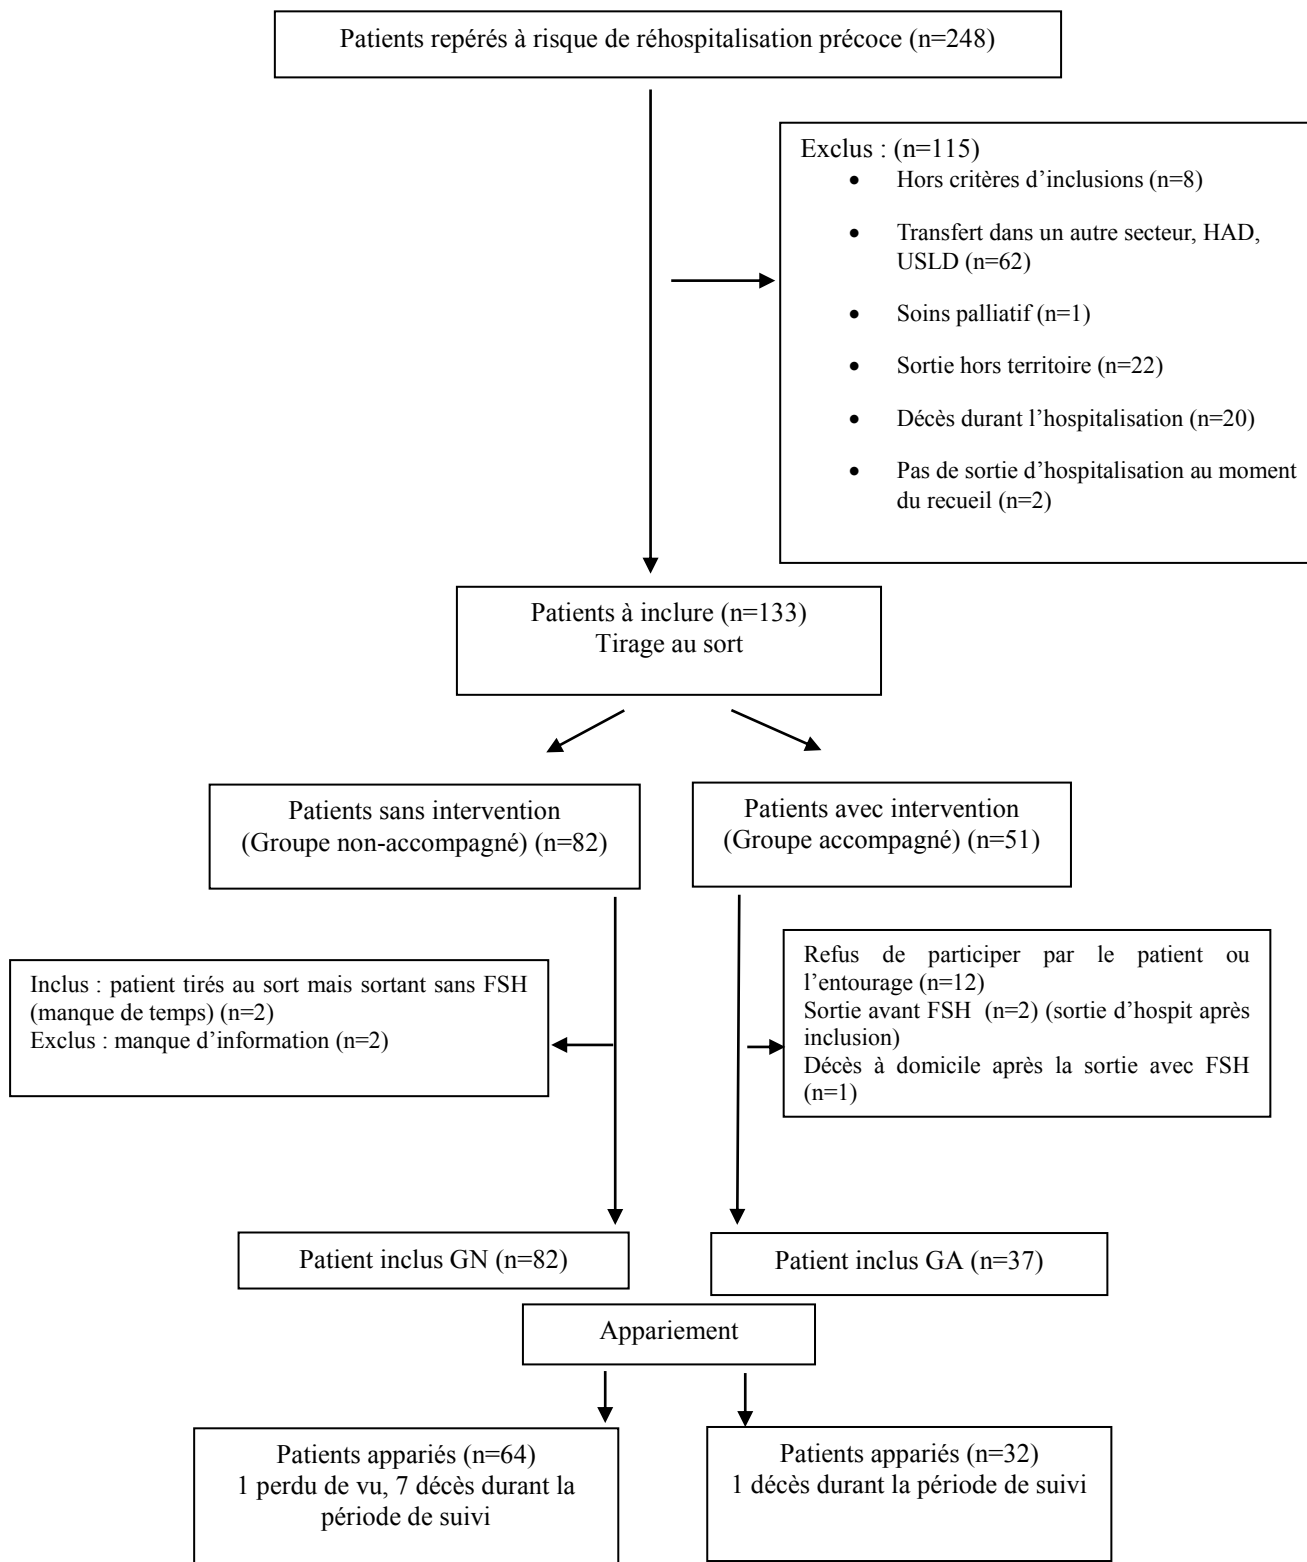 Patients repérés à risque de réhospitalisation précoce (n=248)
Exclus : (n=115)
• Hors critères d’inclusions (n=8)
• Transfert dans un autre secteur, HAD,
USLD (n=62)
• Soins palliatif (n=1)
• Sortie hors territoire (n=22)
• Décès durant l’hospitalisation (n=20)
• Pas de sortie d’hospitalisation au moment
du recueil (n=2)
Patients à inclure (n=133)
Tirage au sort
Patients sans intervention
(Groupe non-accompagné) (n=82)
Patients avec intervention
(Groupe accompagné) (n=51)
Inclus : patient tirés au sort mais sortant sans FSH
(manque de temps) (n=2)
Exclus : manque d’information (n=2)
Refus de participer par le patient ou
l’entourage (n=12)
Sortie avant FSH (n=2) (sortie d’hospit après
inclusion)
Décès à domicile après la sortie avec FSH
(n=1)
Patient inclus GN (n=82)
Patient inclus GA (n=37)
Appariement
Patients appariés (n=64)
1 perdu de vu, 7 décès durant la
période de suivi
Patients appariés (n=32)
1 décès durant la période de suivi